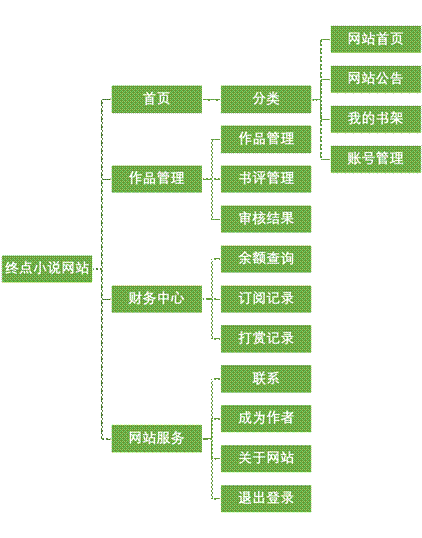 终点小说网站
首页
分类
网站首页
网站公告
我的书架
账号管理
作品管理
作品管理
书评管理
审核结果
财务中心
余额查询
订阅记录
打赏记录
网站服务
联系
成为作者
关于网站
退出登录